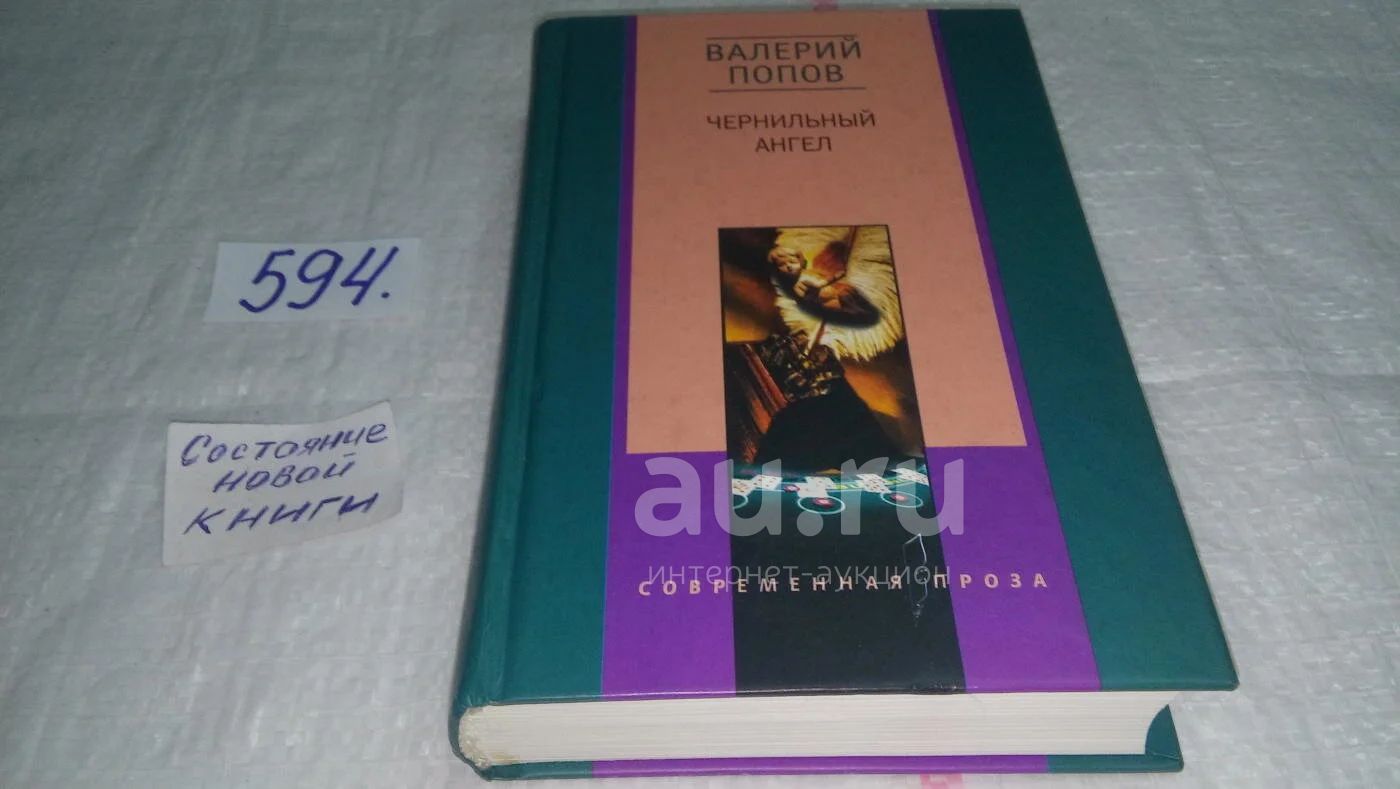 ВАЛЕРИЙ
ПОПОВ
ЧЕРНИЛЬНЫЙ
АНГЕЛ
594.
Состояние
новой
книги
au.ru
интернет-аукцион
СОВРЕМЕННАЯ ПРОЗА